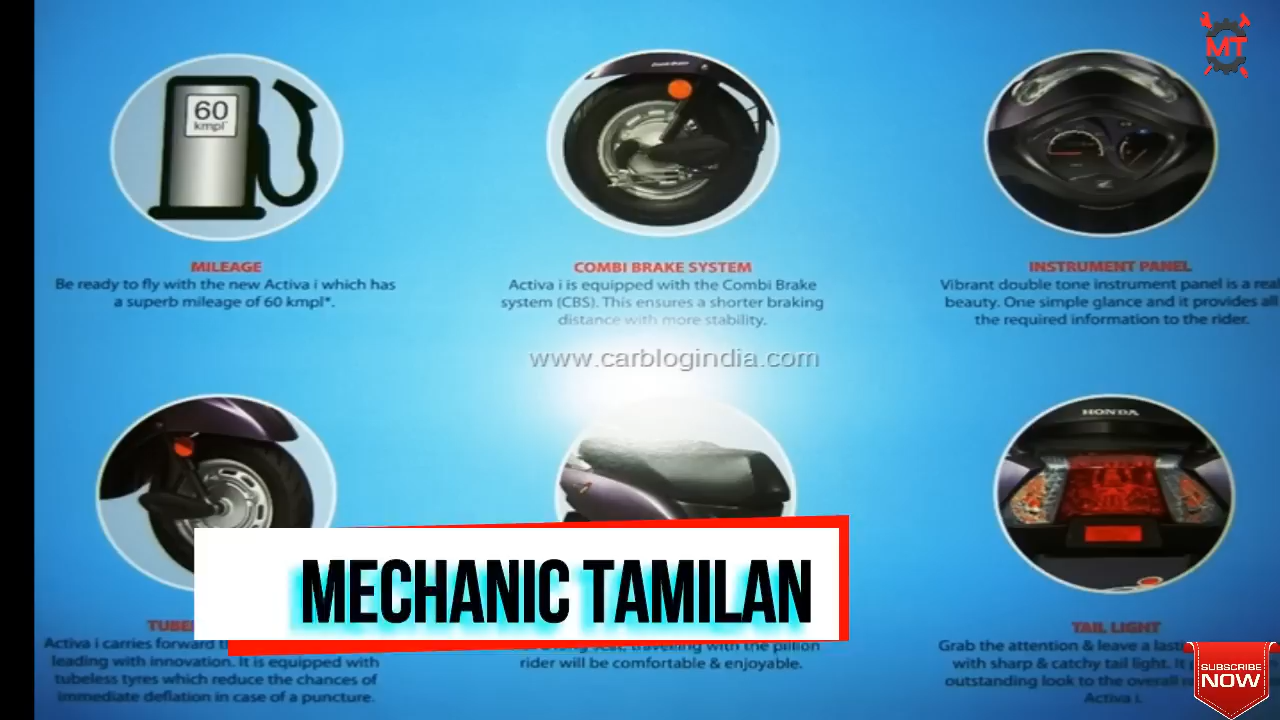 MT
60
kmpl*
HONDA
MILEAGE
Be ready to fly with the new Activa i which has
a superb mileage of 60 kmpl*.
COMBI BRAKE SYSTEM
Activa i is equipped with the Combi Brake
system (CBS). This ensures a shorter braking
distance with more stability.
INSTRUMENT PANEL
Vibrant double tone instrument panel is a real
beauty. One simple glance and it provides all
the required information to the rider.
www.carblogindia.com
MECHANIC TAMILAN
Activa i carries forward
leading with innovation. It is equipped with
tubeless tyres which reduce the chances of
immediate deflation in case of a puncture.
seat, travelling with the pillion
rider will be comfortable & enjoyable.
TAIL LIGHT
Grab the attention & leave a
with sharp & catchy tail light. It
outstanding look to the overall
Activa i.
SUBSCRIBE
NOW